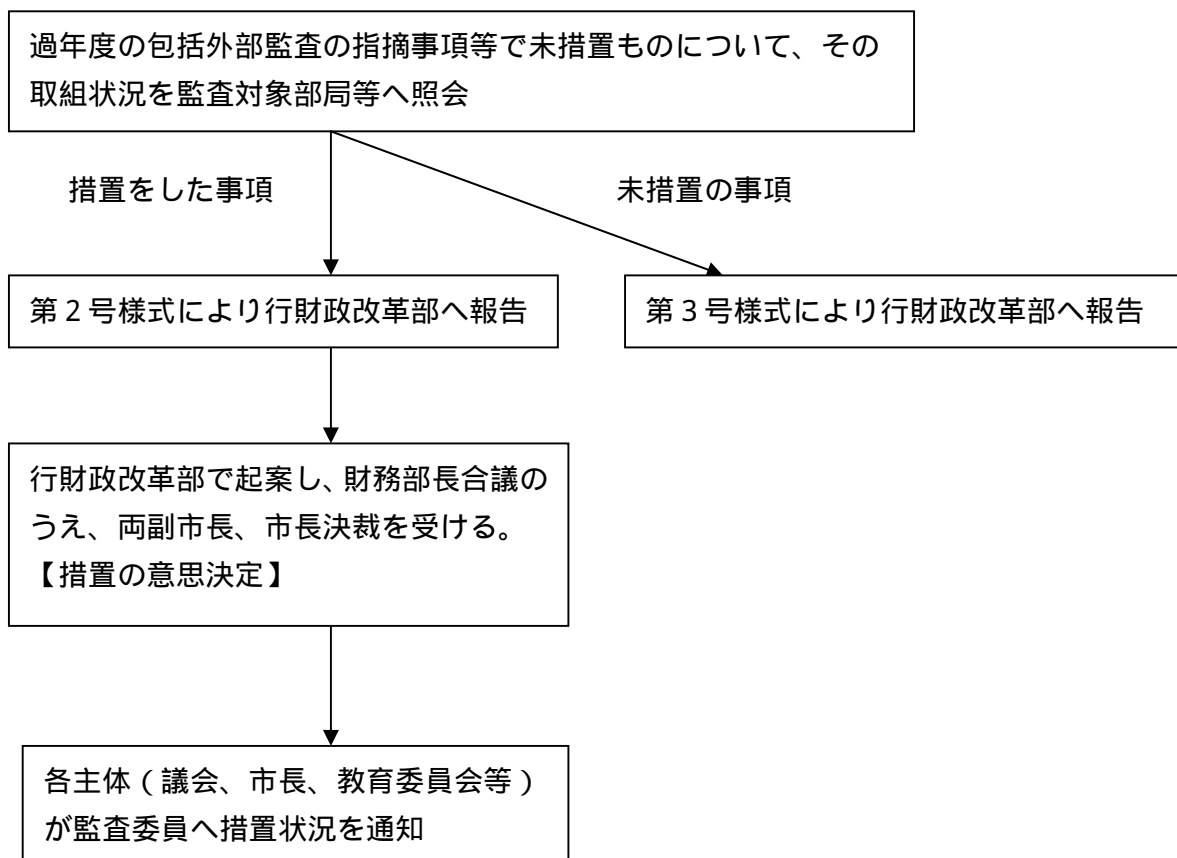 過年度の包括外部監査の指摘事項等で未措置ものについて、その
取組状況を監査対象部局等へ照会
措置をした事項
未措置の事項
第２号様式により行財政改革部へ報告
第３号様式により行財政改革部へ報告
行財政改革部で起案し、財務部長合議の
うえ、両副市長、市長決裁を受ける。
【措置の意思決定】
各主体（議会、市長、教育委員会等）
が監査委員へ措置状況を通知